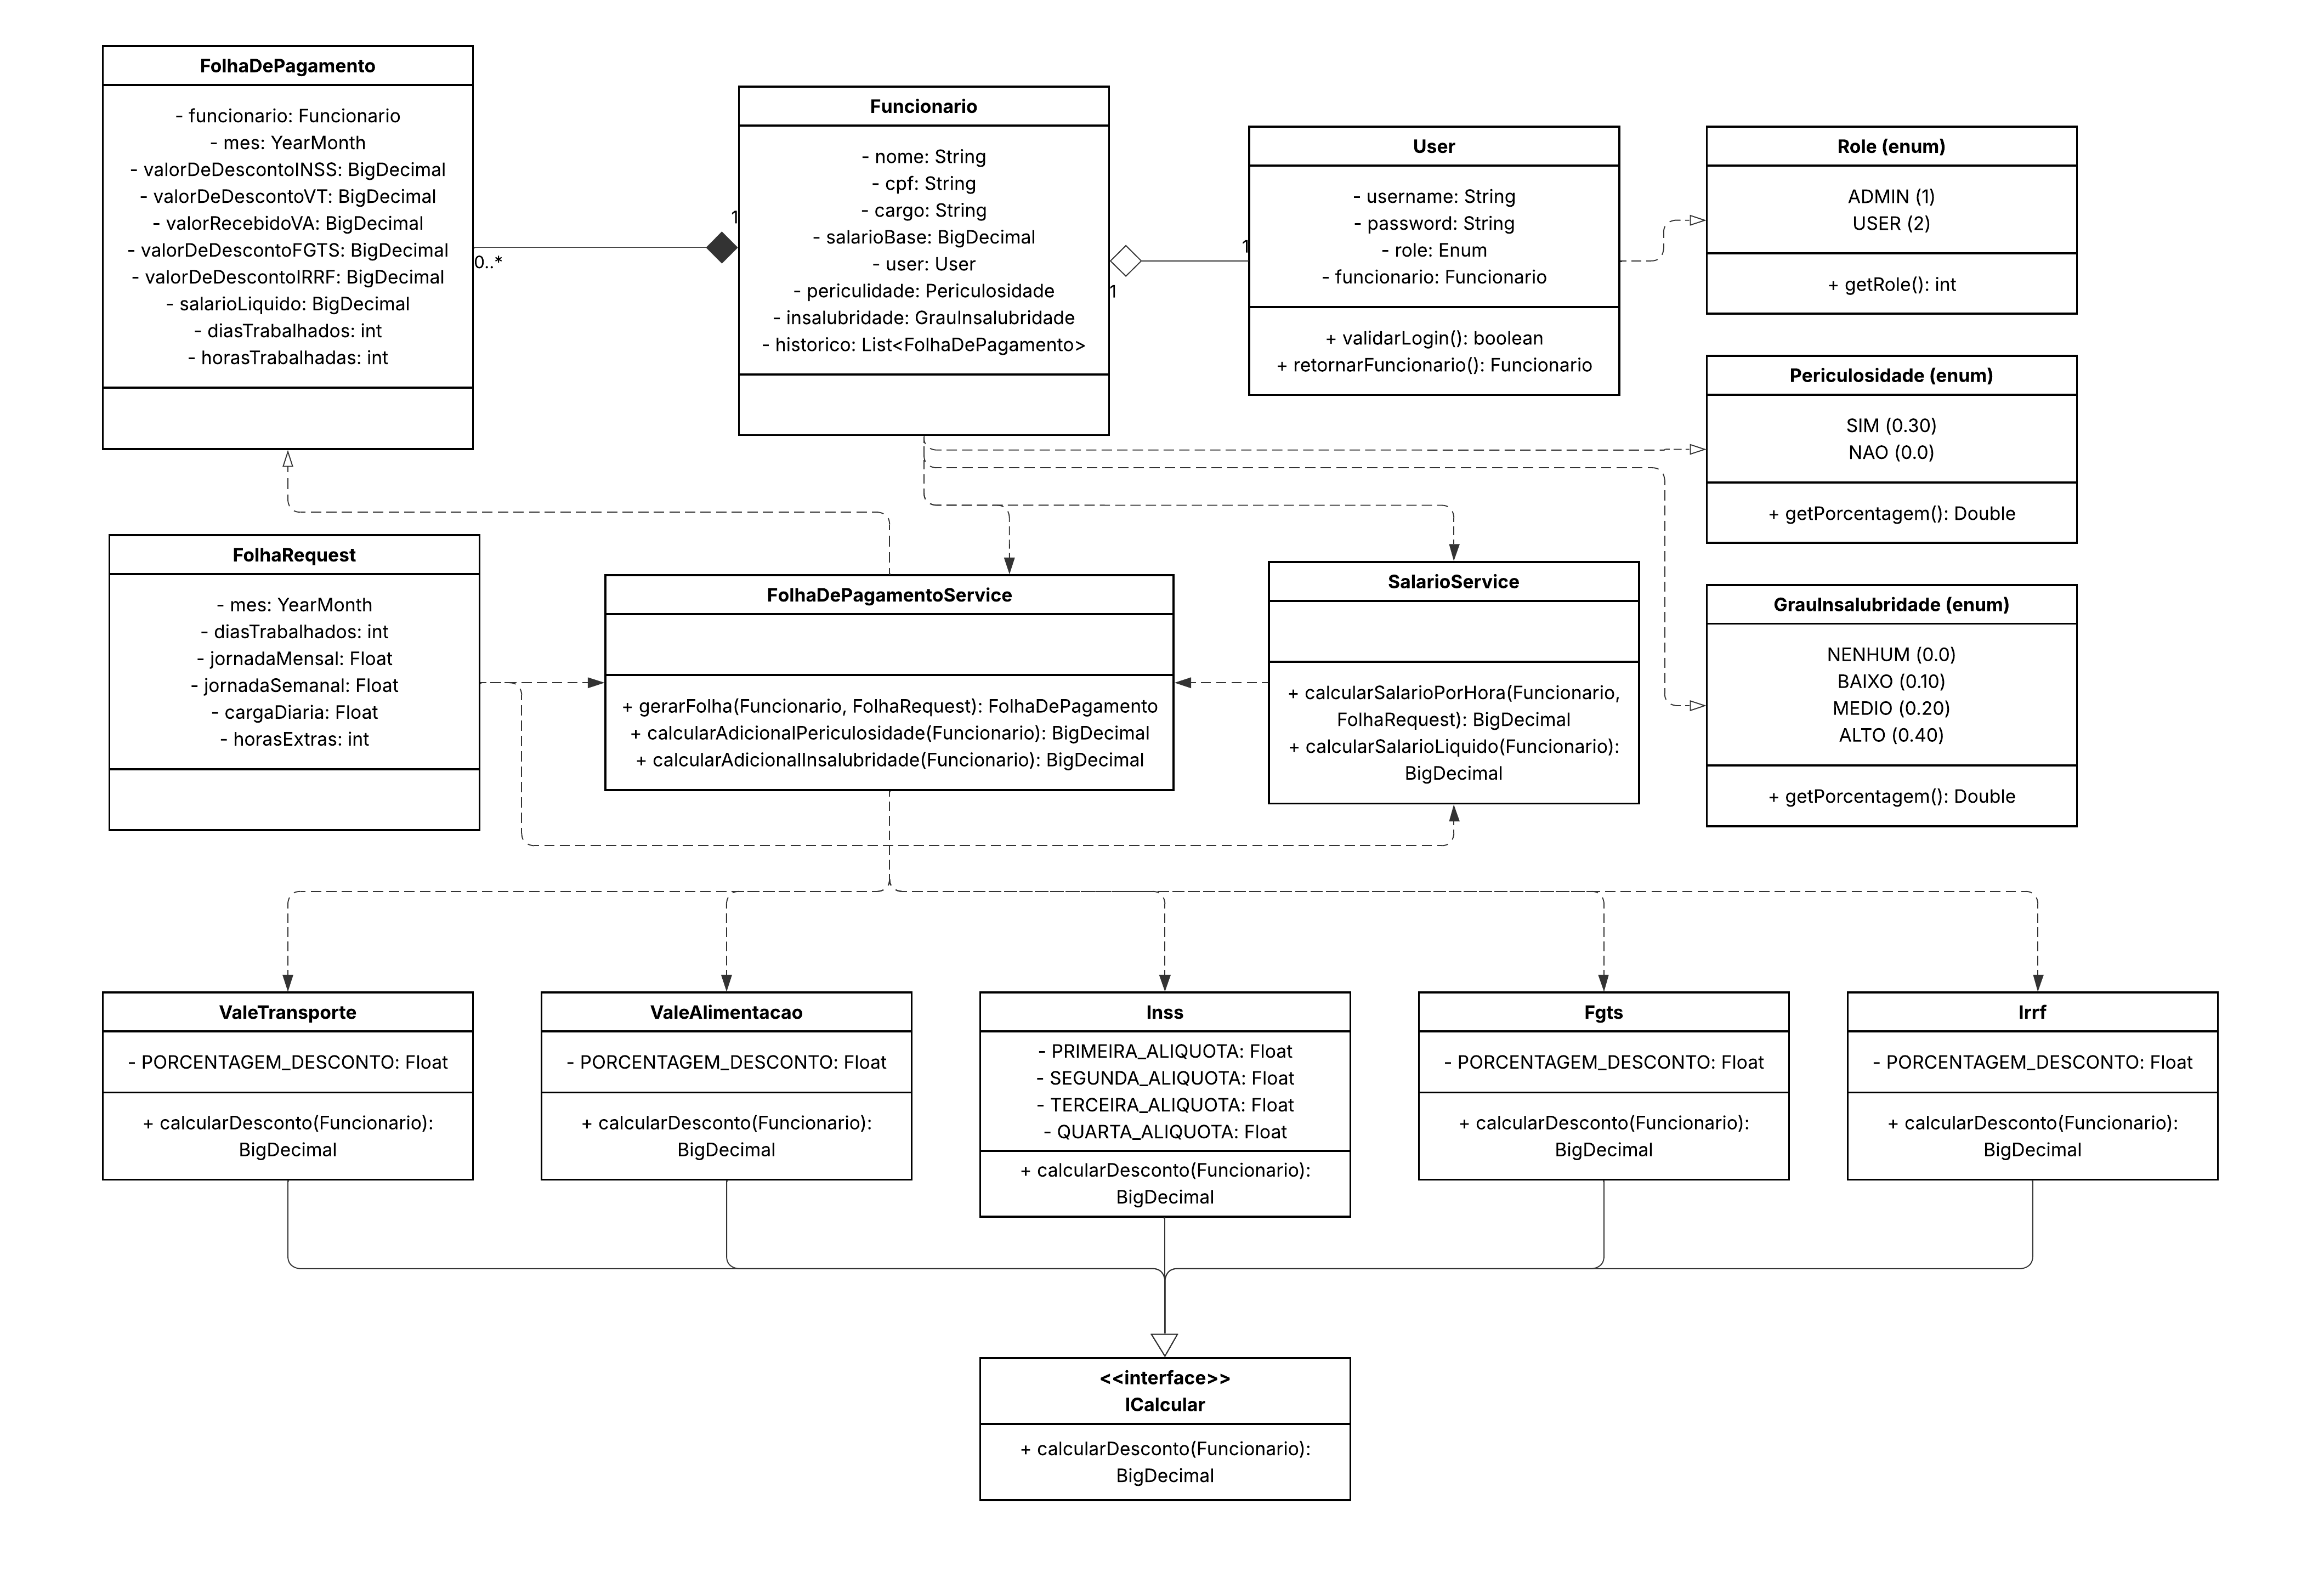 FolhaDePagamento
- funcionario: Funcionario
- mes: YearMonth
- valorDeDescontoINSS: BigDecimal
- valorDeDescontoVT: BigDecimal
- valorRecebidoVA: BigDecimal
- valorDeDescontoFGTS: BigDecimal
- valorDeDescontoIRRF: BigDecimal
- salarioLiquido: BigDecimal
- diasTrabalhados: int
- horasTrabalhadas: int
0..*
1
Funcionario
- nome: String
- cpf: String
- cargo: String
- salarioBase: BigDecimal
- user: User
- periculidade: Periculosidade
- insalubridade: GrauInsalubridade
- historico: List<FolhaDePagamento>
1
1
User
- username: String
- password: String
- role: Enum
- funcionario: Funcionario
+ validarLogin(): boolean
+ retornarFuncionario(): Funcionario
Role (enum)
ADMIN (1)
USER (2)
+ getRole(): int
Periculosidade (enum)
SIM (0.30)
NAO (0.0)
+ getPorcentagem(): Double
FolhaRequest
- mes: YearMonth
- diasTrabalhados: int
- jornadaMensal: Float
- jornadaSemanal: Float
- cargaDiaria: Float
- horasExtras: int
FolhaDePagamentoService
+ gerarFolha(Funcionario, FolhaRequest): FolhaDePagamento
+ calcularAdicionalPericulosidade(Funcionario): BigDecimal
+ calcularAdicionalInsalubridade(Funcionario): BigDecimal
SalarioService
+ calcularSalarioPorHora(Funcionario,
FolhaRequest): BigDecimal
+ calcularSalarioLiquido(Funcionario):
BigDecimal
GrauInsalubridade (enum)
NENHUM (0.0)
BAIXO (0.10)
MEDIO (0.20)
ALTO (0.40)
+ getPorcentagem(): Double
ValeTransporte
- PORCENTAGEM_DESCONTO: Float
+ calcularDesconto(Funcionario):
BigDecimal
ValeAlimentacao
- PORCENTAGEM_DESCONTO: Float
+ calcularDesconto(Funcionario):
BigDecimal
Inss
- PRIMEIRA_ALIQUOTA: Float
- SEGUNDA_ALIQUOTA: Float
- TERCEIRA_ALIQUOTA: Float
- QUARTA_ALIQUOTA: Float
+ calcularDesconto(Funcionario):
BigDecimal
Fgts
- PORCENTAGEM_DESCONTO: Float
+ calcularDesconto(Funcionario):
BigDecimal
Irrf
- PORCENTAGEM_DESCONTO: Float
+ calcularDesconto(Funcionario):
BigDecimal
<<interface>>
ICalcular
+ calcularDesconto(Funcionario):
BigDecimal